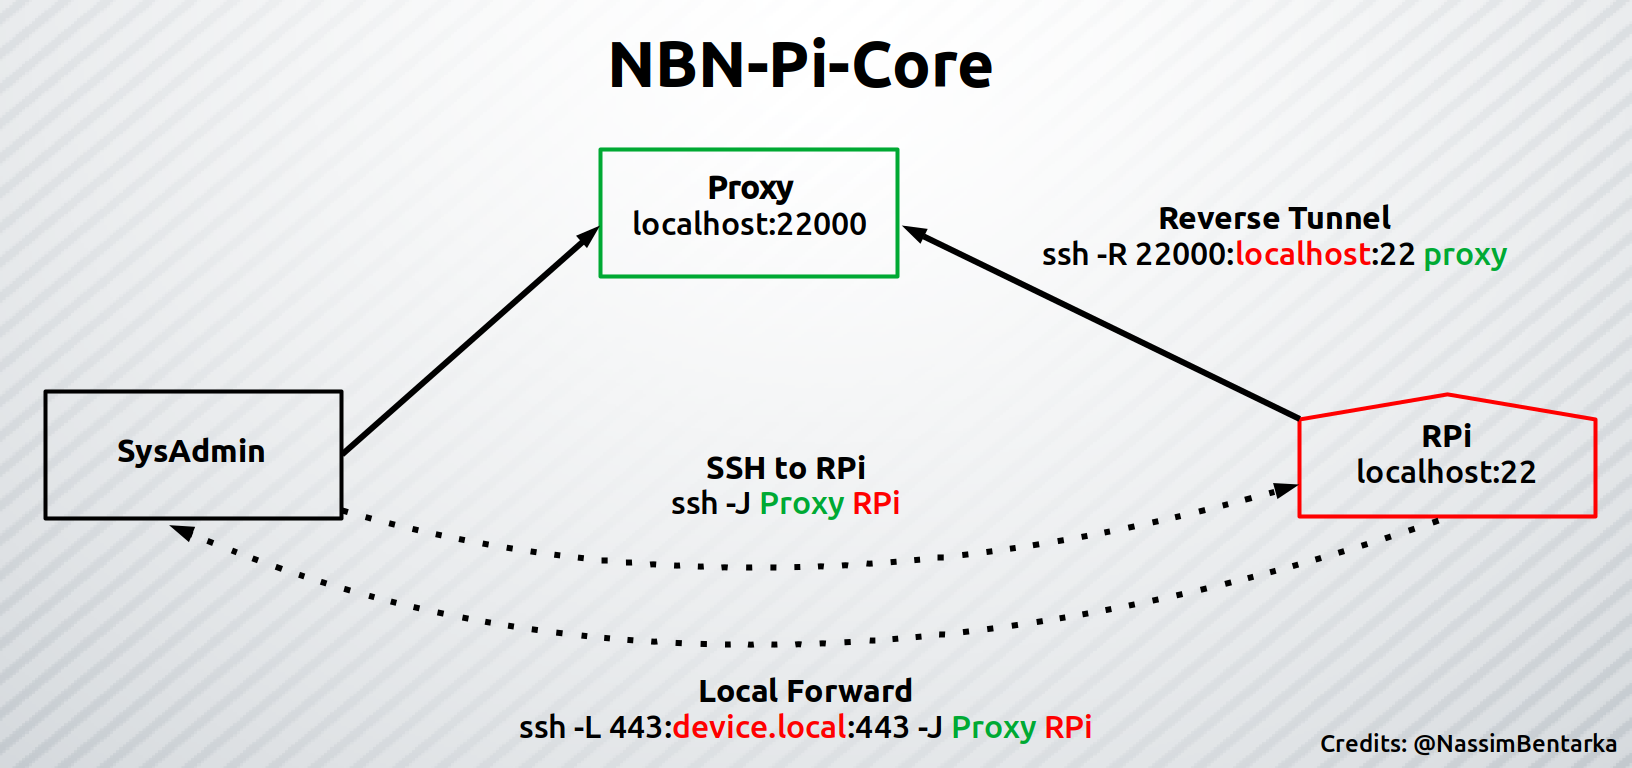 NBN-Pi-Core
Proxy
localhost:22000
Reverse Tunnel
ssh -R 22000:localhost:22 proxy
SysAdmin
RPi
localhost:22
SSH to RPi
ssh -J Proxy RPi
Local Forward
ssh -L 443:device.local:443 -J Proxy RPi
Credits: @NassimBentarka